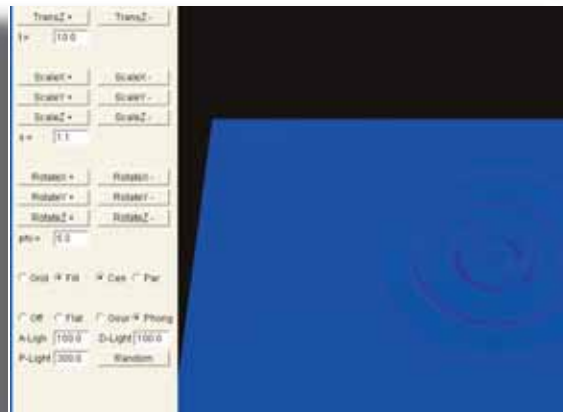 TransZ + TransZ -
t = 10.0
ScaleX + ScaleX -
ScaleY + ScaleY -
ScaleZ + ScaleZ -
s = 1.1
RotateX + RotateX -
RotateY + RotateY -
RotateZ + RotateZ -
phi = 5.0
Grid Fill Cen Par
Off Flat Gour Phong
A-Ligh 100.0 D-Light 100.0
P-Light 300.0 Random